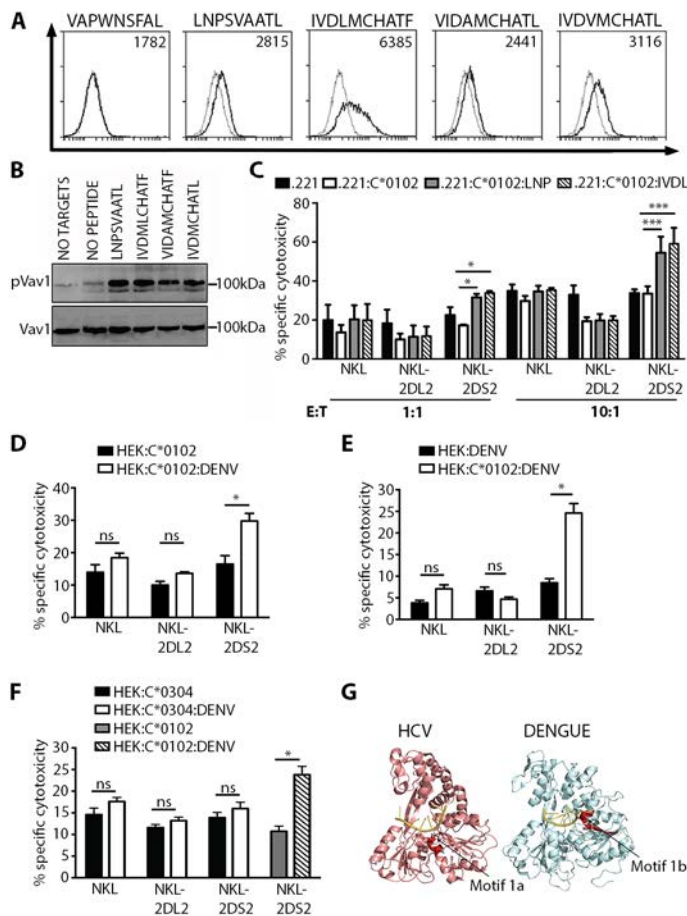 A
VAPWNSFAL LNPSVAATL IVDLMCHATF VIDAMCHATL IVDVMCHATL
1782 2815 6385 2441 3116
B
NO TARGETS
NO PEPTIDE
LNPSVAATL
IVDMLCHATF
VIDAMCHATF
IVDMCHATL
pVav1 100kDa
Vav1 100kDa
C
.221 .221:C*0102 .221:C*0102:LNP .221:C*0102:IVDL
% specific cytotoxicity
80
60
40
20
0
* * *** ***
NKL NKL-2DL2 NKL-2DS2 NKL NKL-2DL2 NKL-2DS2
E:T 1:1 10:1
D
HEK:C*0102
HEK:C*0102:DENV
% specific cytotoxicity
40
30
20
10
0
ns ns *
NKL NKL-2DL2 NKL-2DS2
E
HEK:DENV
HEK:C*0102:DENV
% specific cytotoxicity
30
25
20
15
10
5
0
ns ns *
NKL NKL-2DL2 NKL-2DS2
F
HEK:C*0304
HEK:C*0304:DENV
HEK:C*0102
HEK:C*0102:DENV
% specific cytotoxicity
30
25
20
15
10
5
0
ns ns ns *
NKL NKL-2DL2 NKL-2DS2 NKL-2DS2
G
HCV DENGUE
Motif 1a Motif 1b